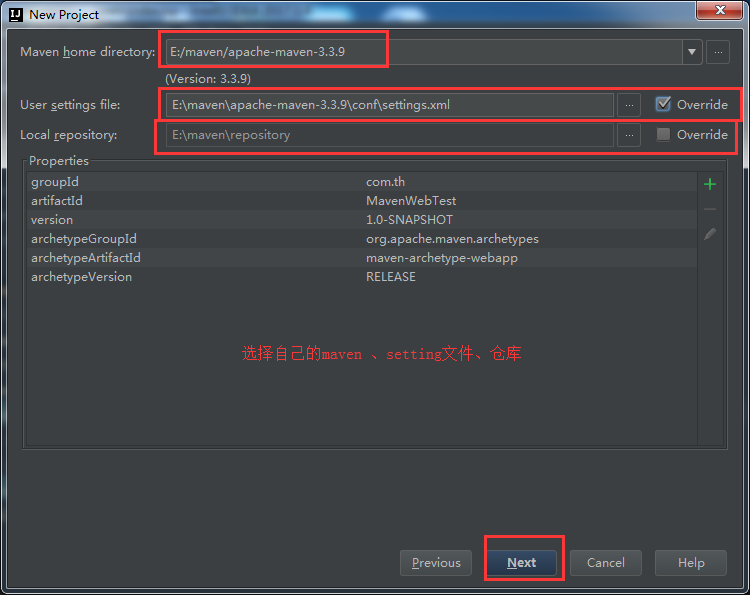 New Project
Maven home directory: E:/maven/apache-maven-3.3.9
(Version: 3.3.9)
User settings file: E:\maven\apache-maven-3.3.9\conf\settings.xml ... Override
Local repository: E:\maven\repository ... Override
Properties
groupId com.th
artifactId MavenWebTest
version 1.0-SNAPSHOT
archetypeGroupId org.apache.maven.archetypes
archetypeArtifactId maven-archetype-webapp
archetypeVersion RELEASE
选择自己的maven 、setting文件、仓库
Previous Next Cancel Help